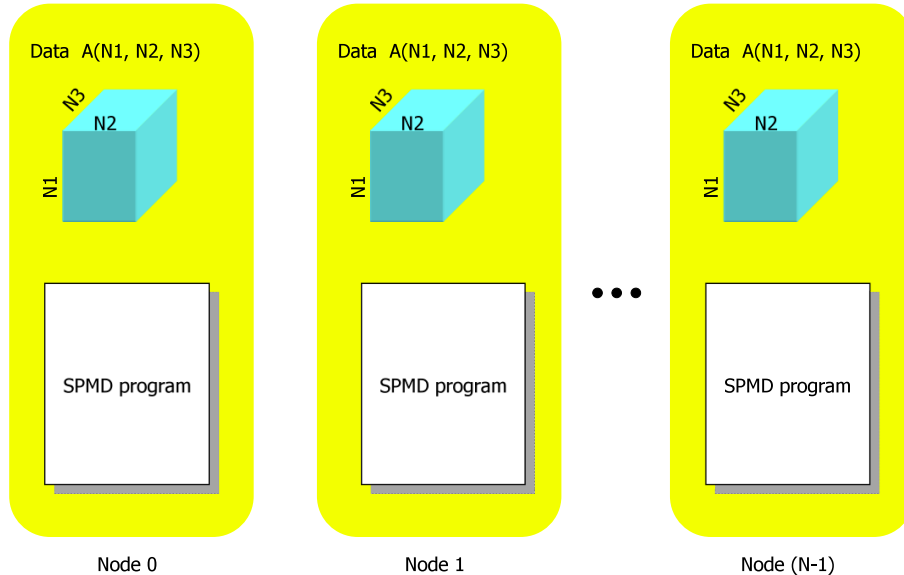 Data A(N1, N2, N3)
N3
N2
N1
SPMD program
Node 0
Data A(N1, N2, N3)
N3
N2
N1
SPMD program
Node 1
Data A(N1, N2, N3)
N3
N2
N1
SPMD program
Node (N-1)